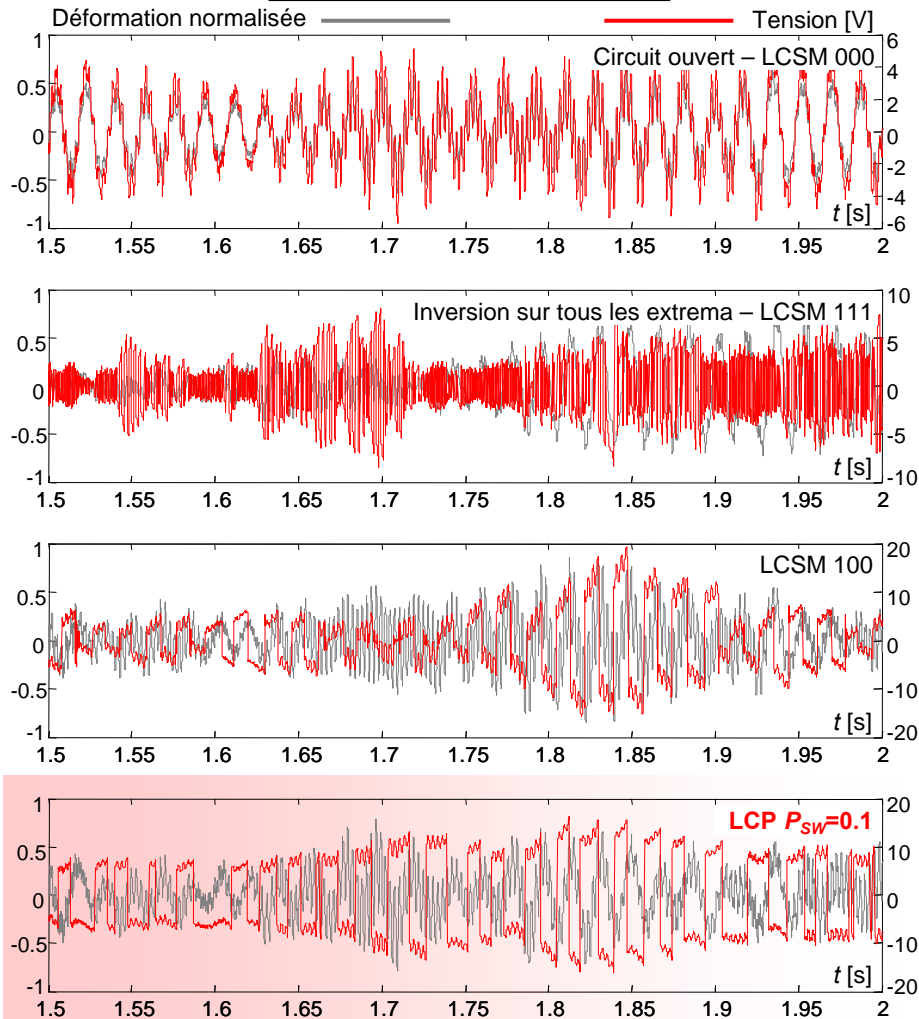 Déformation normalisée Tension [V]
1 6
Circuit ouvert – LCSM 000
4
0.5
2
0 0
-2
-0.5
-4
t [s]
-1 -6
1.5 1.55 1.6 1.65 1.7 1.75 1.8 1.85 1.9 1.95 2
1 10
Inversion sur tous les extrema – LCSM 111
0.5 5
0 0
-0.5 -5
t [s]
-1 -10
1.5 1.55 1.6 1.65 1.7 1.75 1.8 1.85 1.9 1.95 2
1 20
LCSM 100
0.5 10
0 0
-0.5 -10
t [s]
-1 -20
1.5 1.55 1.6 1.65 1.7 1.75 1.8 1.85 1.9 1.95 2
1 20
LCP PSW=0.1
0.5 10
0 0
-0.5 -10
t [s]
-1 -20
1.5 1.55 1.6 1.65 1.7 1.75 1.8 1.85 1.9 1.95 2